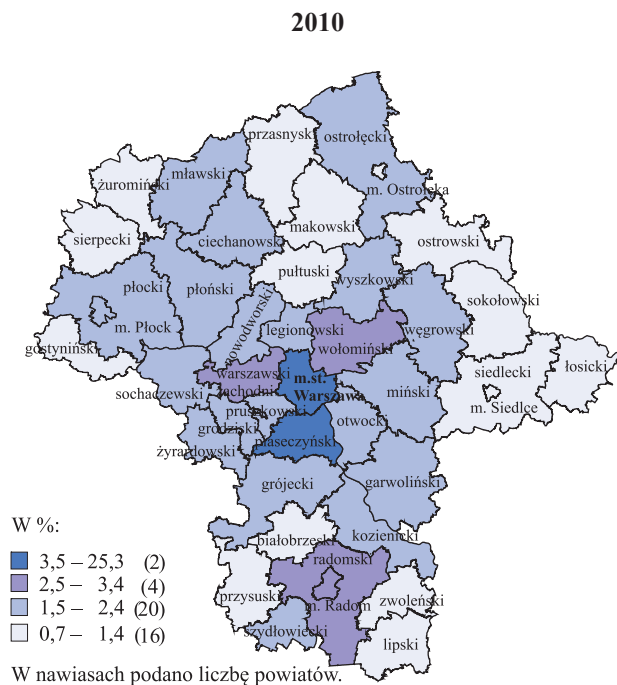 2010
ostrołęcki
przasnyski
mławski
m. Ostrołęka
żuromiński
makowski
sierpecki
ciechanowski
ostrowski
pułtuski
wyszkowski
płocki
płoński
sokołowski
nowodworski
m. Płock
legionowski
węgrowski
gostyniński
wołomiński
warszawski
zachodni
siedlecki
łosicki
m.st.
Warszawa
sochaczewski
miński
m. Siedlce
pruszkowski
otwocki
grodziski
piaseczyński
żyrardowski
grójecki
garwoliński
W %:
białobrzeski
kozienicki
3,5 – 25,3 (2)
radomski
2,5 – 3,4 (4)
przysuski
zwoleński
1,5 – 2,4 (20)
m. Radom
szydłowiecki
0,7 – 1,4 (16)
lipski
W nawiasach podano liczbę powiatów.